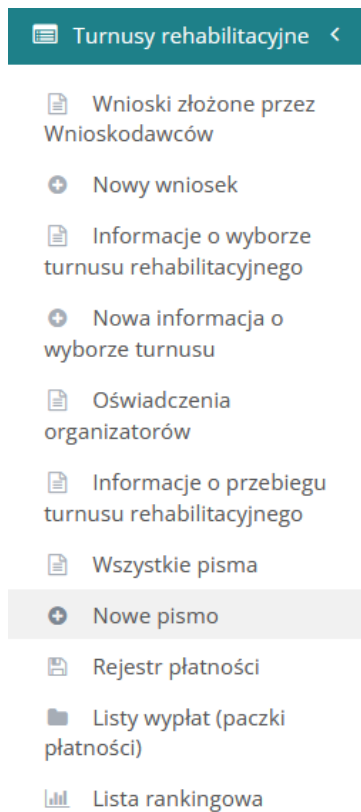 Turnusy rehabilitacyjne
Wnioski złożone przez
Wnioskodawców
Nowy wniosek
Informacje o wyborze
turnusu rehabilitacyjnego
Nowa informacja o
wyborze turnusu
Oświadczenia
organizatorów
Informacje o przebiegu
turnusu rehabilitacyjnego
Wszystkie pisma
Nowe pismo
Rejestr płatności
Listy wypłat (paczki
płatności)
Lista rankingowa